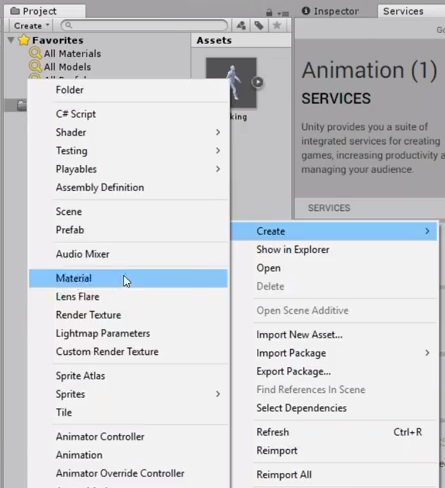 Project
Inspector
Services
Create
Favorites
All Materials
All Models
Assets
king
Animation (1)
SERVICES
Unity provides you a suite of
integrated services for creating
games, increasing productivity a
managing your audience.
SERVICES
Folder
C# Script
Shader
Testing
Playables
Assembly Definition
Scene
Prefab
Audio Mixer
Material
Lens Flare
Render Texture
Lightmap Parameters
Custom Render Texture
Sprite Atlas
Sprites
Tile
Animator Controller
Animation
Animator Override Controller
Create
Show in Explorer
Open
Delete
Open Scene Additive
Import New Asset...
Import Package
Export Package...
Find References In Scene
Select Dependencies
Refresh Ctrl+R
Reimport
Reimport All